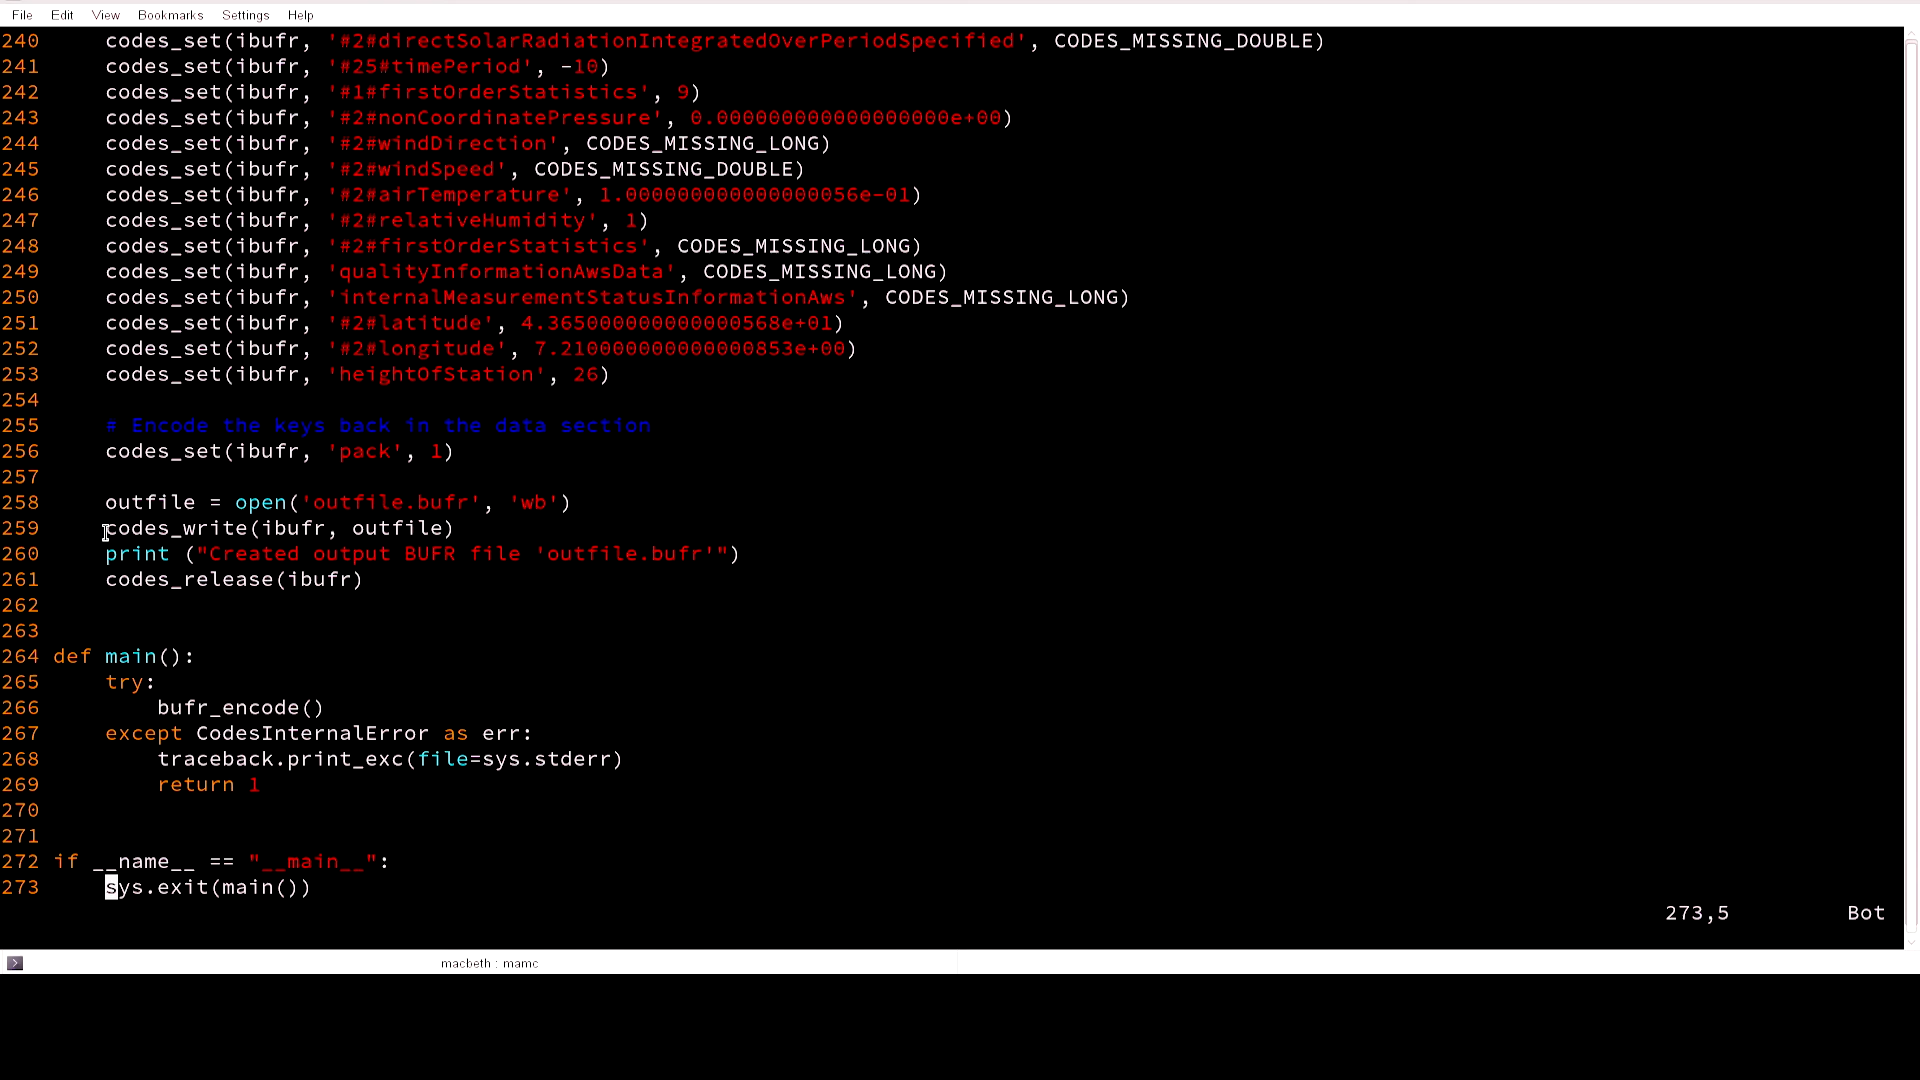 File Edit View Bookmarks Settings Help
240 codes_set(ibufr, '#2#directSolarRadiationIntegratedOverPeriodSpecified', CODES_MISSING_DOUBLE)
241 codes_set(ibufr, '#25#timePeriod', -10)
242 codes_set(ibufr, '#1#firstOrderStatistics', 9)
243 codes_set(ibufr, '#2#nonCoordinatePressure', 0.000000000000000000e+00)
244 codes_set(ibufr, '#2#windDirection', CODES_MISSING_LONG)
245 codes_set(ibufr, '#2#windSpeed', CODES_MISSING_DOUBLE)
246 codes_set(ibufr, '#2#airTemperature', 1.000000000000000056e-01)
247 codes_set(ibufr, '#2#relativeHumidity', 1)
248 codes_set(ibufr, '#2#firstOrderStatistics', CODES_MISSING_LONG)
249 codes_set(ibufr, 'qualityInformationAwsData', CODES_MISSING_LONG)
250 codes_set(ibufr, 'internalMeasurementStatusInformationAws', CODES_MISSING_LONG)
251 codes_set(ibufr, '#2#latitude', 4.365000000000000568e+01)
252 codes_set(ibufr, '#2#longitude', 7.210000000000000853e+00)
253 codes_set(ibufr, 'heightOfStation', 26)
254
255 # Encode the keys back in the data section
256 codes_set(ibufr, 'pack', 1)
257
258 outfile = open('outfile.bufr', 'wb')
259 codes_write(ibufr, outfile)
260 print ("Created output BUFR file 'outfile.bufr'")
261 codes_release(ibufr)
262
263
264 def main():
265 try:
266 bufr_encode()
267 except CodesInternalError as err:
268 traceback.print_exc(file=sys.stderr)
269 return 1
270
271
272 if __name__ == "__main__":
273 sys.exit(main())
273,5 Bot
macbeth : mamc